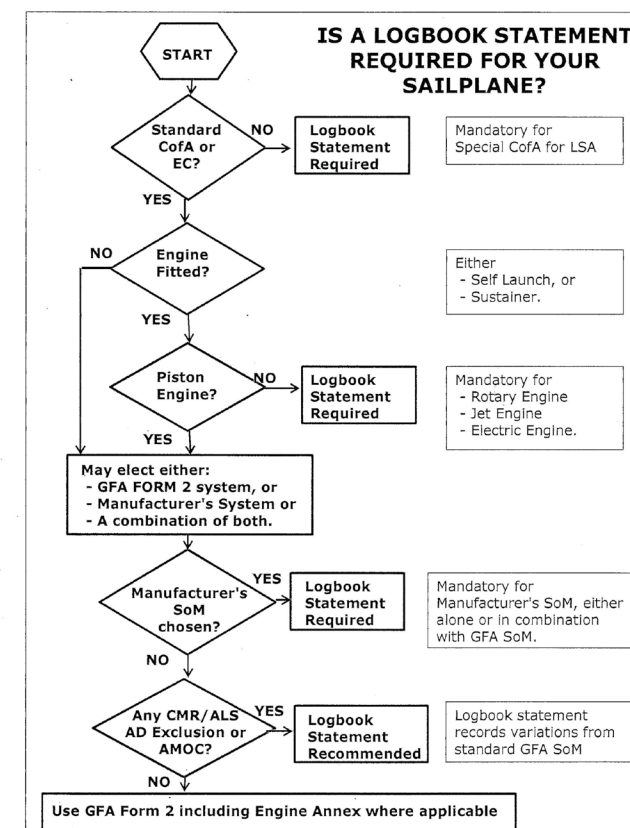 IS A LOGBOOK STATEMENT
REQUIRED FOR YOUR
SAILPLANE?
START
Standard
CofA or
EC?
NO
Logbook
Statement
Required
Mandatory for
Special CofA for LSA
YES
NO
Engine
Fitted?
Either
- Self Launch, or
- Sustainer.
YES
Piston
Engine?
NO
Logbook
Statement
Required
Mandatory for
- Rotary Engine
- Jet Engine
- Electric Engine.
YES
May elect either:
- GFA FORM 2 system, or
- Manufacturer's System or
- A combination of both.
Manufacturer's
SoM
chosen?
YES
Logbook
Statement
Required
Mandatory for
Manufacturer's SoM, either
alone or in combination
with GFA SoM.
NO
Any CMR/ALS
AD Exclusion or
AMOC?
YES
Logbook
Statement
Recommended
Logbook statement
records variations from
standard GFA SoM
NO
Use GFA Form 2 including Engine Annex where applicable